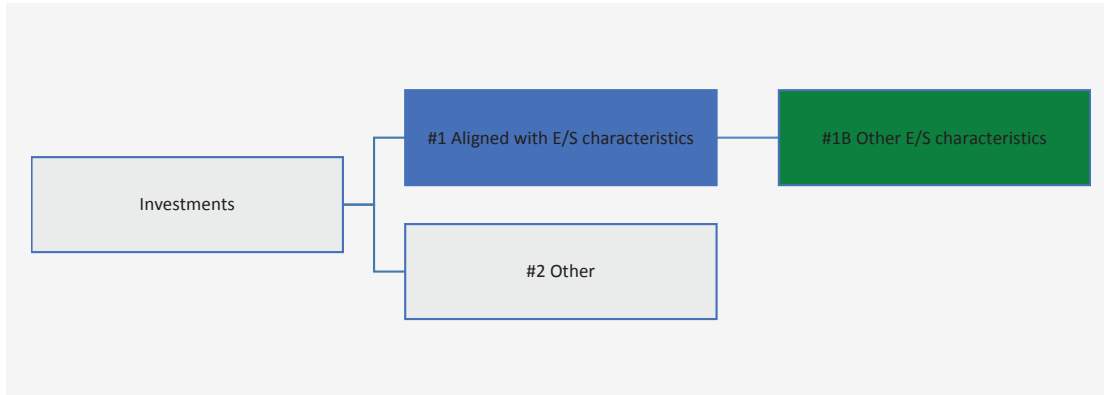 #1 Aligned with E/S characteristics
#1B Other E/S characteristics
Investments
#2 Other